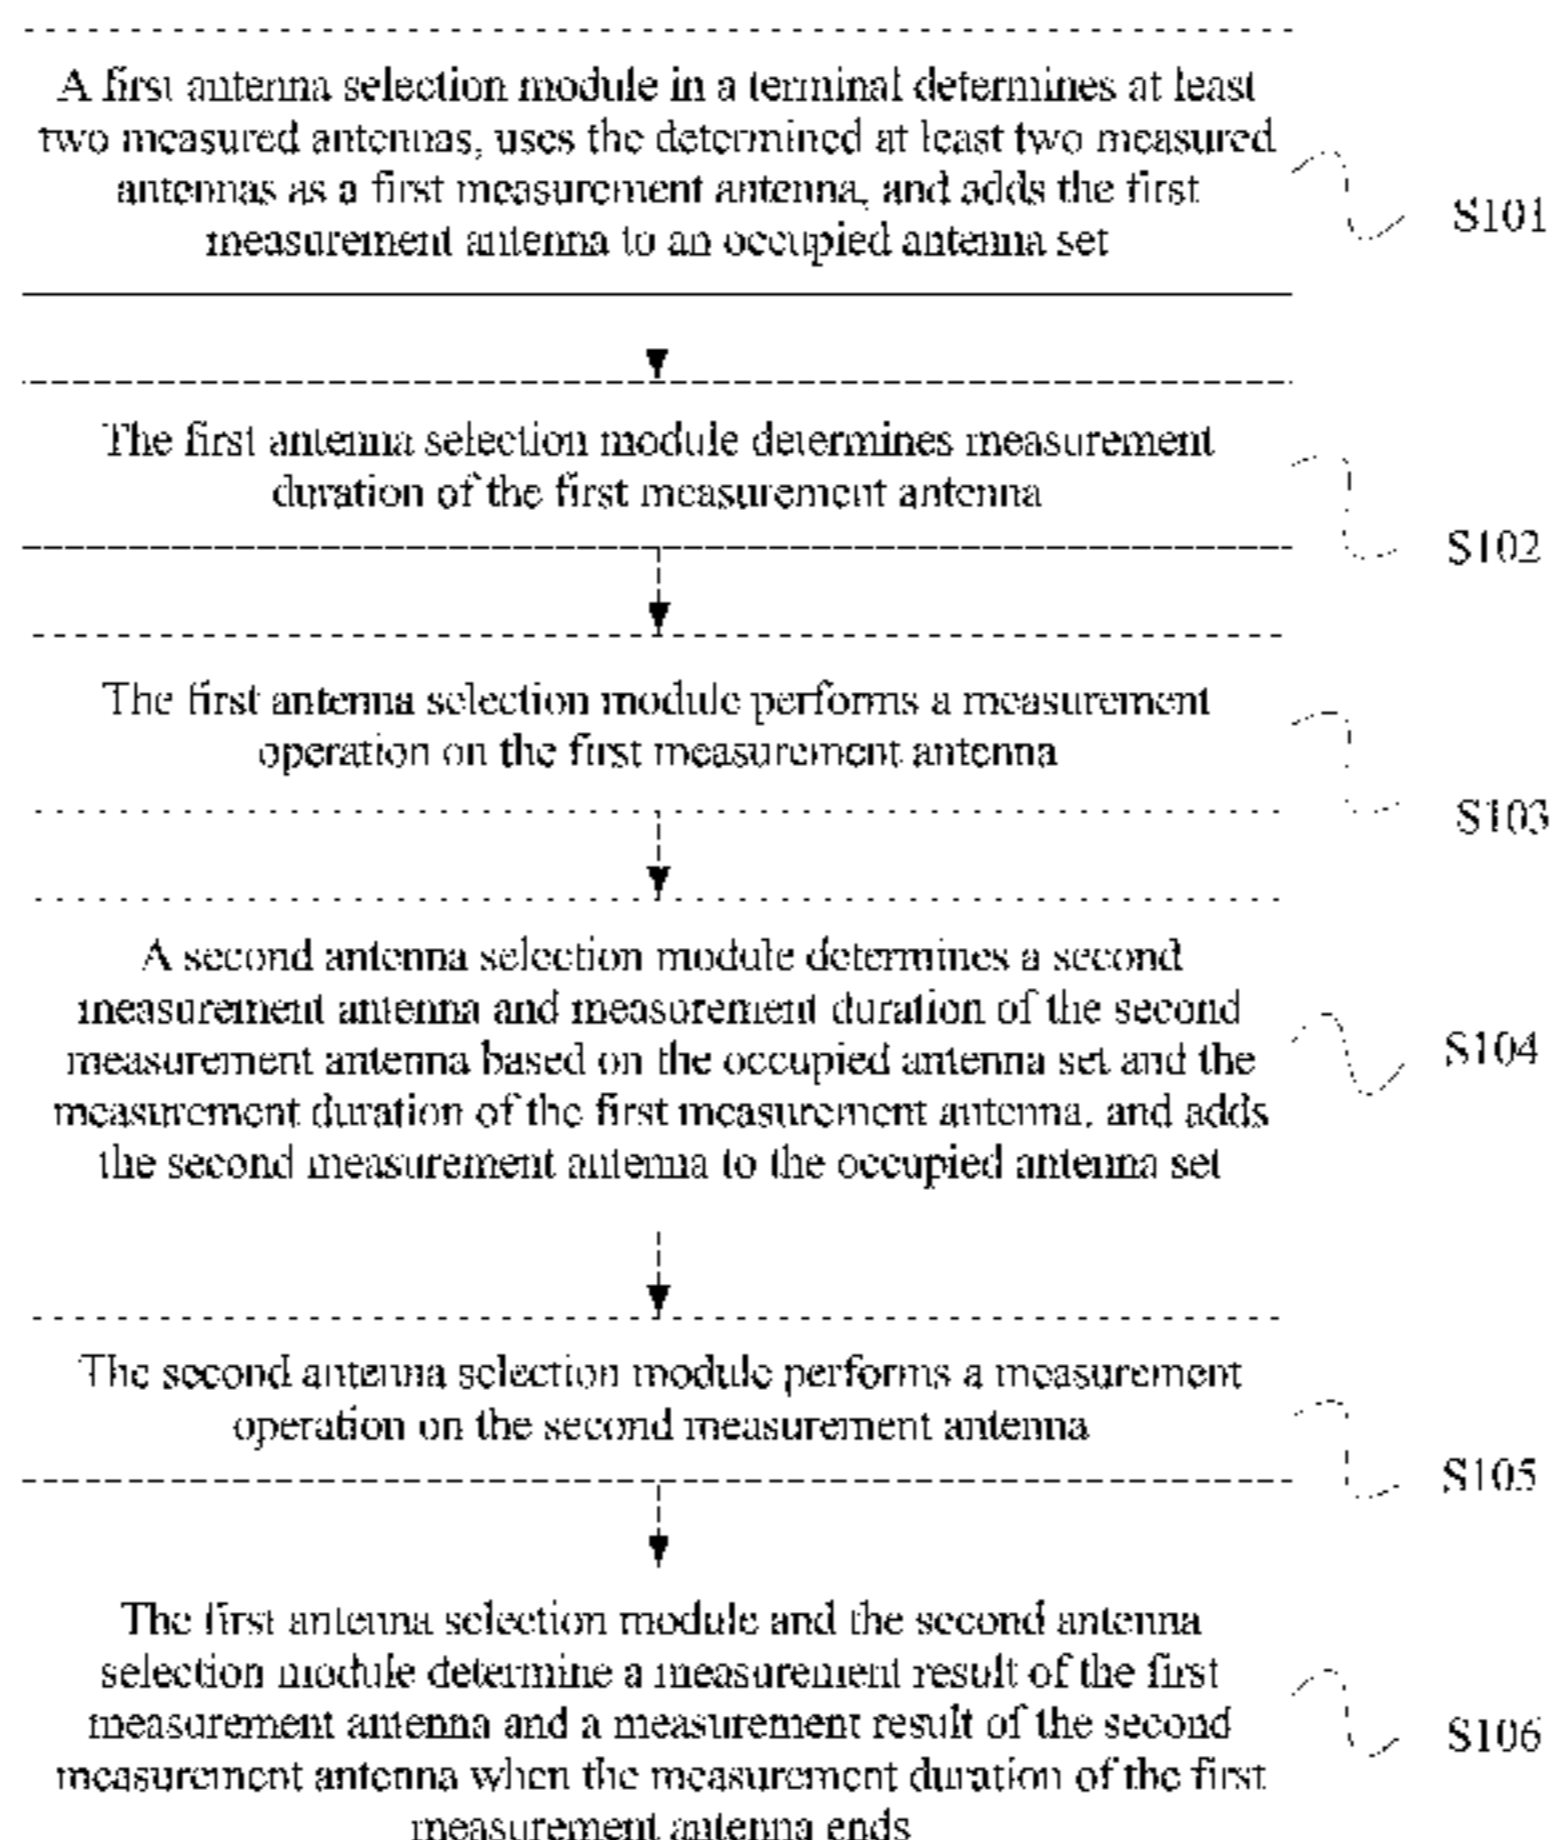 A first antenna selection module in a terminal determines at least
two measured antennas, uses the determined at least two measured
antennas as a first measurement antenna, and adds the first
measurement antenna to an occupied antenna set
S101
The first antenna selection module determines measurement
duration of the first measurement antenna
S102
The first antenna selection module performs a measurement
operation on the first measurement antenna
S103
A second antenna selection module determines a second
measurement antenna and measurement duration of the second
measurement antenna based on the occupied antenna set and the
measurement duration of the first measurement antenna, and adds
the second measurement antenna to the occupied antenna set
S104
The second antenna selection module performs a measurement
operation on the second measurement antenna
S105
The first antenna selection module and the second antenna
selection module determine a measurement result of the first
measurement antenna and a measurement result of the second
measurement antenna when the measurement duration of the first
measurement antenna ends
S106